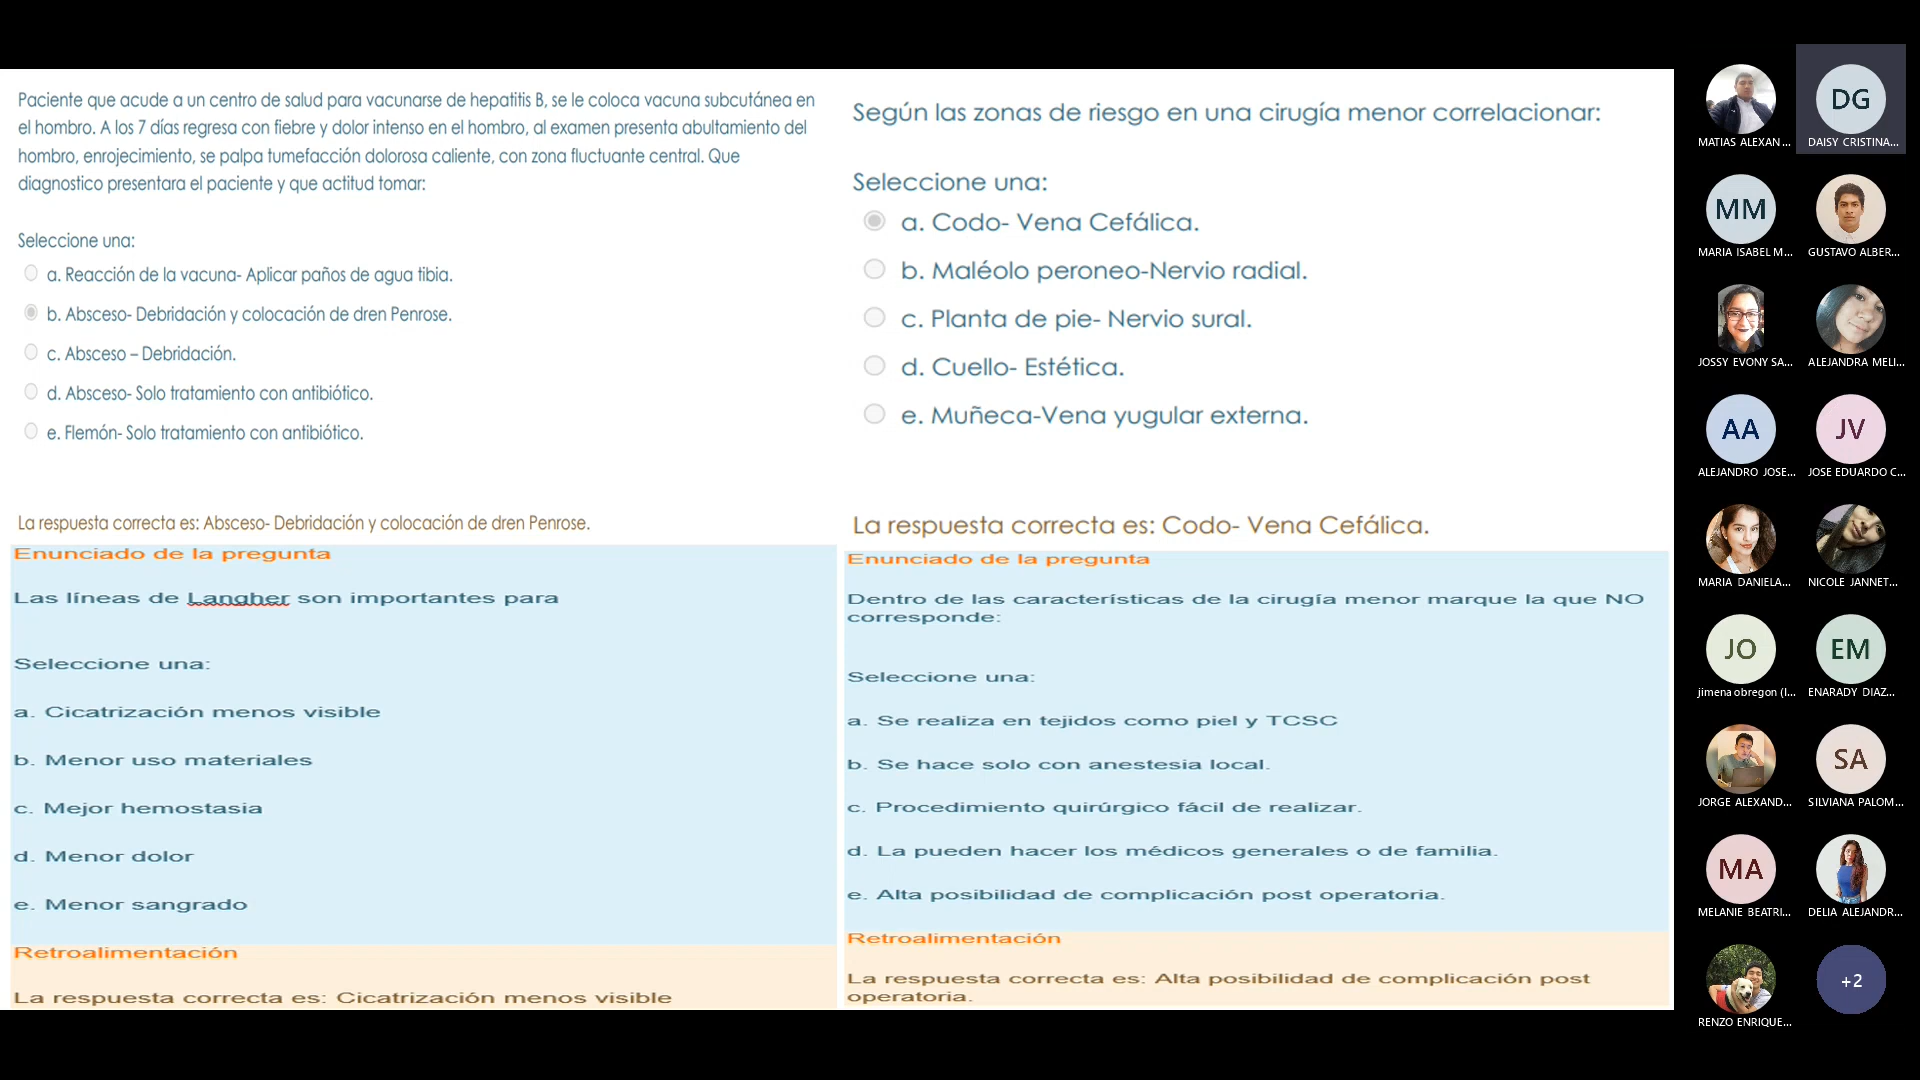 Paciente que acude a un centro de salud para vacunarse de hepatitis B, se le coloca vacuna subcutánea en
el hombro. A los 7 días regresa con fiebre y dolor intenso en el hombro, al examen presenta abultamiento del
hombro, enrojecimiento, se palpa tumefacción dolorosa caliente, con zona fluctuante central. Que
diagnostico presentara el paciente y que actitud tomar:
Seleccione una:
a. Reacción de la vacuna- Aplicar paños de agua tibia.
b. Absceso- Debridación y colocación de dren Penrose.
c. Absceso – Debridación.
d. Absceso- Solo tratamiento con antibiótico.
e. Flemón- Solo tratamiento con antibiótico.
La respuesta correcta es: Absceso- Debridación y colocación de dren Penrose.
Según las zonas de riesgo en una cirugía menor correlacionar:
Seleccione una:
a. Codo- Vena Cefálica.
b. Maléolo peroneo-Nervio radial.
c. Planta de pie- Nervio sural.
d. Cuello- Estética.
e. Muñeca-Vena yugular externa.
La respuesta correcta es: Codo- Vena Cefálica.
Enunciado de la pregunta
Las líneas de Langher son importantes para
Seleccione una:
a. Cicatrización menos visible
b. Menor uso materiales
c. Mejor hemostasia
d. Menor dolor
e. Menor sangrado
Retroalimentación
La respuesta correcta es: Cicatrización menos visible
Enunciado de la pregunta
Dentro de las características de la cirugía menor marque la que NO
corresponde:
Seleccione una:
a. Se realiza en tejidos como piel y TCSC
b. Se hace solo con anestesia local.
c. Procedimiento quirúrgico fácil de realizar.
d. La pueden hacer los médicos generales o de familia.
e. Alta posibilidad de complicación post operatoria.
Retroalimentación
La respuesta correcta es: Alta posibilidad de complicación post
operatoria.
MATIAS ALEXAN...
DG
DAISY CRISTINA...
MM
MARIA ISABEL M...
GUSTAVO ALBER...
JOSSY EVONY SA...
ALEJANDRA MELI...
AA
ALEJANDRO JOSE...
JV
JOSE EDUARDO C...
MARIA DANIELA...
NICOLE JANNET...
JO
jimena obregon (I...
EM
ENARADY DIAZ...
JORGE ALEXAND...
SA
SILVIANA PALOM...
MA
MELANIE BEATRI...
DELIA ALEJANDR...
RENZO ENRIQUE...
+2